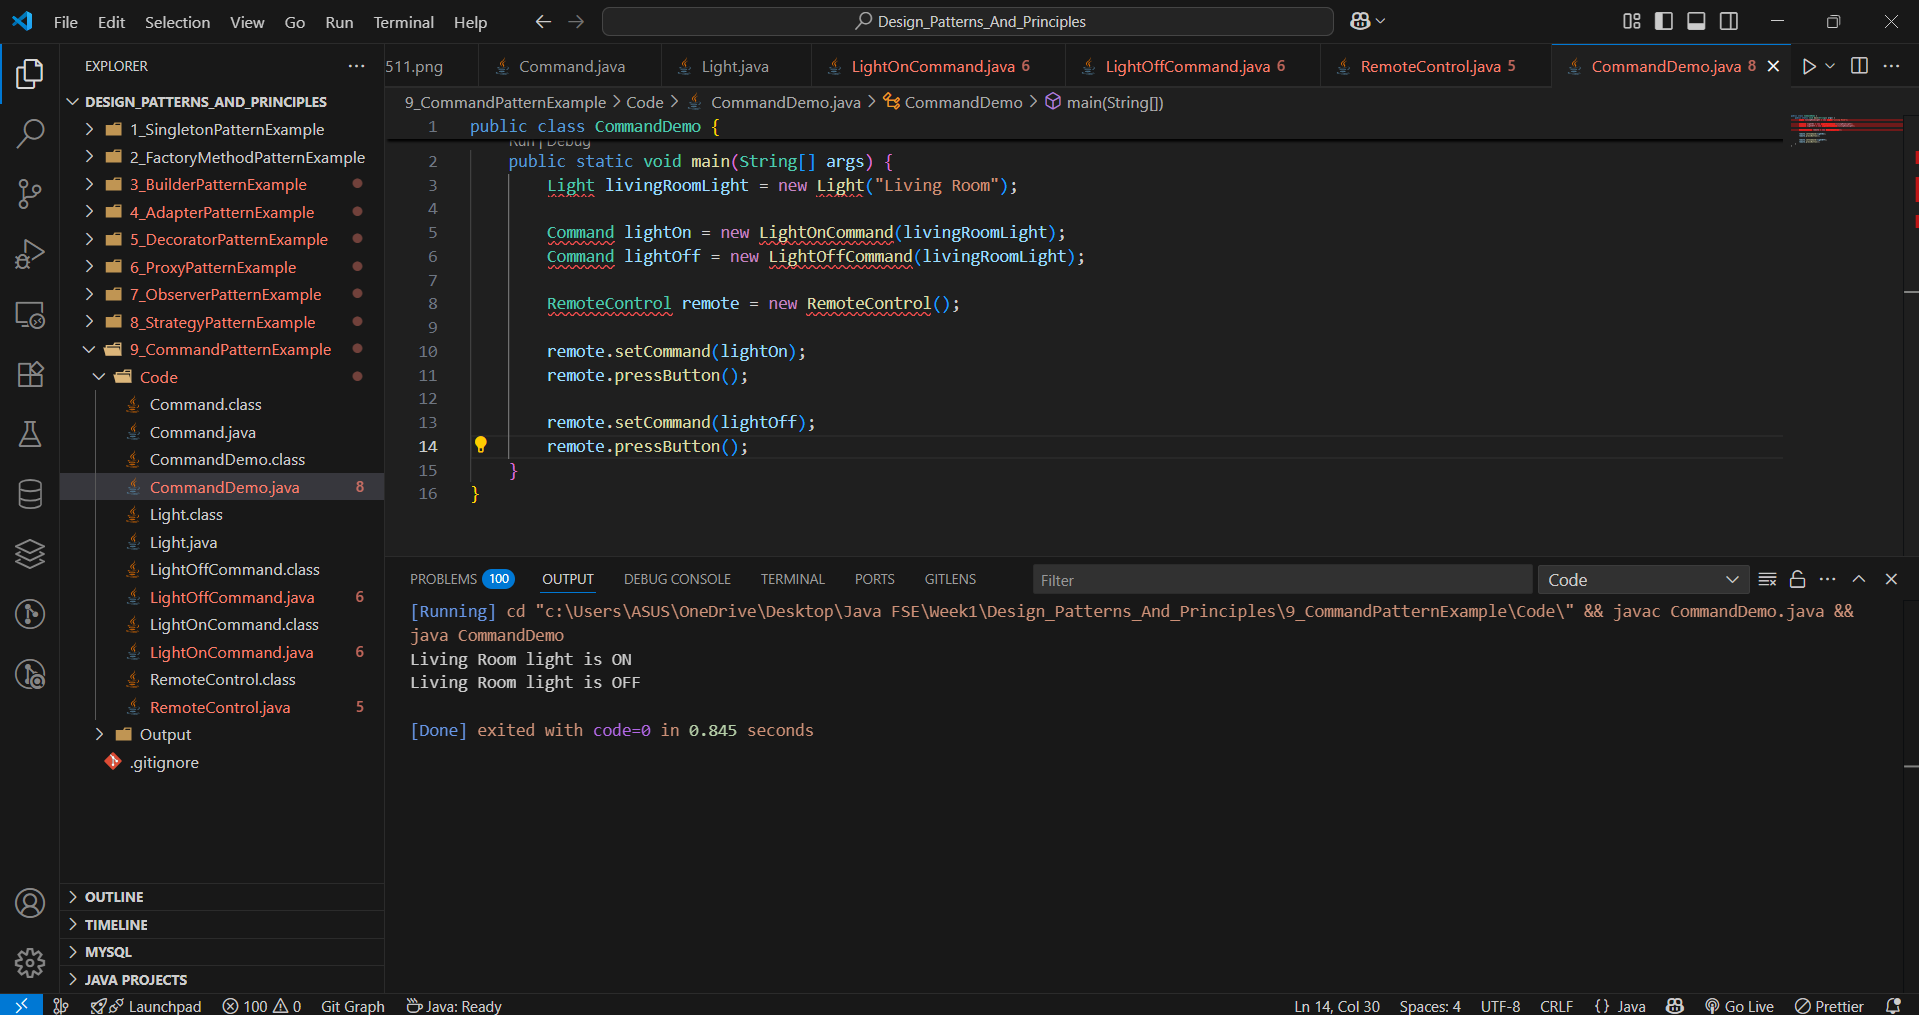 File Edit Selection View Go Run Terminal Help
Design_Patterns_And_Principles
EXPLORER
DESIGN_PATTERNS_AND_PRINCIPLES
1_SingletonPatternExample
2_FactoryMethodPatternExample
3_BuilderPatternExample
4_AdapterPatternExample
5_DecoratorPatternExample
6_ProxyPatternExample
7_ObserverPatternExample
8_StrategyPatternExample
9_CommandPatternExample
Code
Command.class
Command.java
CommandDemo.class
CommandDemo.java 8
Light.class
Light.java
LightOffCommand.class
LightOffCommand.java 6
LightOnCommand.class
LightOnCommand.java 6
RemoteControl.class
RemoteControl.java 5
Output
.gitignore
OUTLINE
TIMELINE
MYSQL
JAVA PROJECTS
511.png Command.java Light.java LightOnCommand.java 6 LightOffCommand.java 6 RemoteControl.java 5 CommandDemo.java 8
9_CommandPatternExample > Code > CommandDemo.java > CommandDemo > main(String[])
1 public class CommandDemo {
Run | Debug
2 public static void main(String[] args) {
3 Light livingRoomLight = new Light("Living Room");
4
5 Command lightOn = new LightOnCommand(livingRoomLight);
6 Command lightOff = new LightOffCommand(livingRoomLight);
7
8 RemoteControl remote = new RemoteControl();
9
10 remote.setCommand(lightOn);
11 remote.pressButton();
12
13 remote.setCommand(lightOff);
14 remote.pressButton();
15 }
16 }
PROBLEMS 100 OUTPUT DEBUG CONSOLE TERMINAL PORTS GITLENS Filter Code
[Running] cd "c:\Users\ASUS\OneDrive\Desktop\Java FSE\Week1\Design_Patterns_And_Principles\9_CommandPatternExample\Code\" && javac CommandDemo.java &&
java CommandDemo
Living Room light is ON
Living Room light is OFF
[Done] exited with code=0 in 0.845 seconds
Launchpad 100 0 Git Graph Java: Ready Ln 14, Col 30 Spaces: 4 UTF-8 CRLF {} Java Go Live Prettier